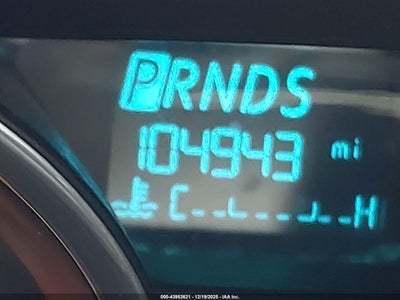 PRNDS
104943 mi
C H
000-43952621 - 12/19/2025 - IAA Inc.